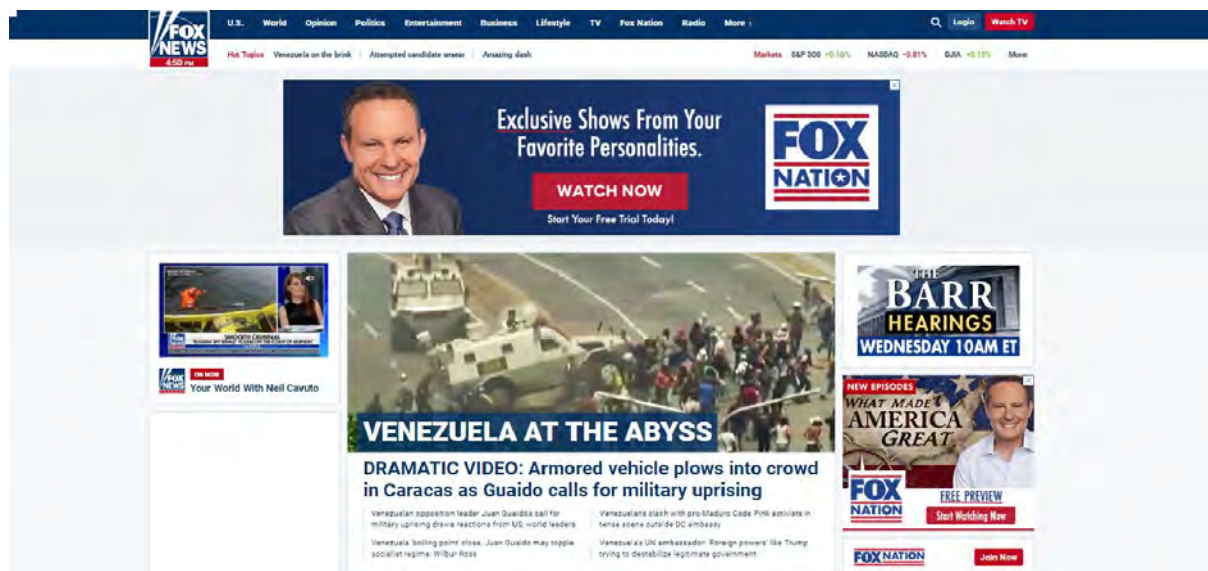 FOX
NEWS
4:50 PM
U.S. World Opinion Politics Entertainment Business Lifestyle TV Fox Nation Radio More
Login Watch TV
Hot Topics Venezuela on the brink Attempted candidate smear Amazing dash
Markets S&P 500 +0.10% NASDAQ -0.81% DJIA +0.15% More
Exclusive Shows From Your
Favorite Personalities.
WATCH NOW
Start Your Free Trial Today!
FOX
NATION
SMOOTH CRIMINAL
FOX
NEWS
ON NOW
Your World With Neil Cavuto
VENEZUELA AT THE ABYSS
DRAMATIC VIDEO: Armored vehicle plows into crowd
in Caracas as Guaido calls for military uprising
Venezuelan opposition leader Juan Guaidó's call for
military uprising draws reactions from US, world leaders
Venezuelans clash with pro-Maduro Code Pink activists in
tense scene outside DC embassy
Venezuela 'boiling point' close, Juan Guaido may topple
socialist regime: Wilbur Ross
Venezuela's UN ambassador: 'Foreign powers' like Trump
trying to destabilize legitimate government
THE
BARR
HEARINGS
WEDNESDAY 10AM ET
NEW EPISODES
WHAT MADE
AMERICA
GREAT
FOX
NATION
FREE PREVIEW
Start Watching Now
FOX NATION
Join Now